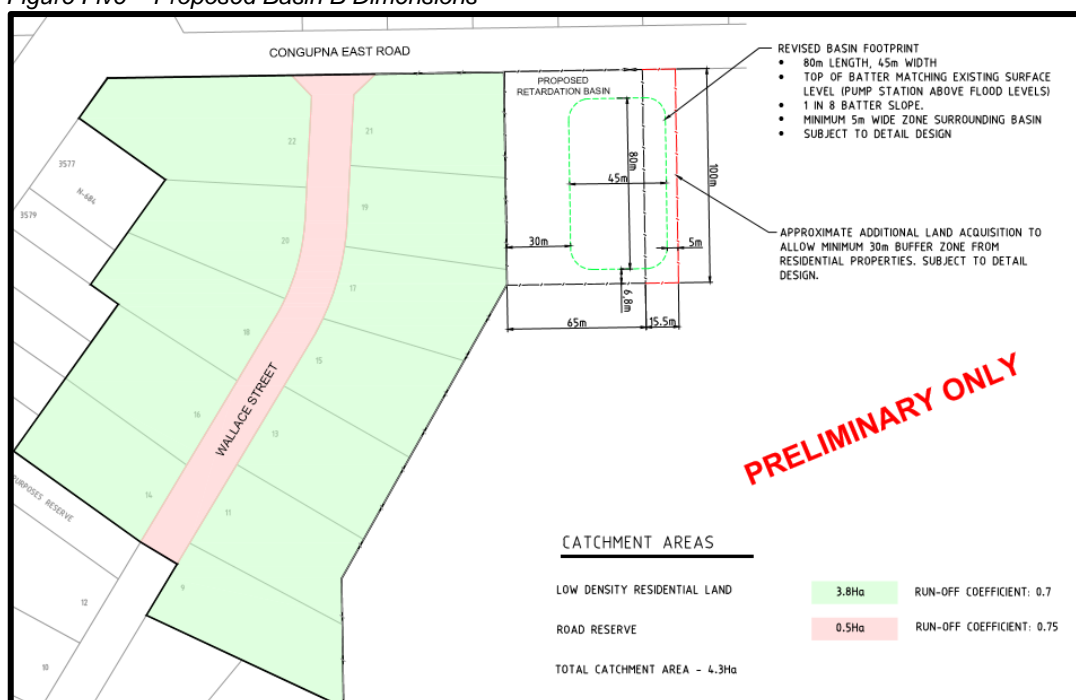 Figure Five – Proposed Basin B Dimensions
CONGUPNA EAST ROAD
PROPOSED
RETARDATION BASIN
REVISED BASIN FOOTPRINT
• 80m LENGTH, 45m WIDTH
• TOP OF BATTER MATCHING EXISTING SURFACE
LEVEL (PUMP STATION ABOVE FLOOD LEVELS)
• 1 IN 8 BATTER SLOPE.
• MINIMUM 5m WIDE ZONE SURROUNDING BASIN
• SUBJECT TO DETAIL DESIGN
22
21
3577
N-684
3579
80m
100m
45m
19
20
30m
5m
APPROXIMATE ADDITIONAL LAND ACQUISITION TO
ALLOW MINIMUM 30m BUFFER ZONE FROM
RESIDENTIAL PROPERTIES. SUBJECT TO DETAIL
DESIGN.
17
6.8m
65m
15.5m
18
15
WALLACE STREET
16
13
PRELIMINARY ONLY
14
11
PURPOSES RESERVE
9
12
10
CATCHMENT AREAS
LOW DENSITY RESIDENTIAL LAND 3.8Ha RUN-OFF COEFFICIENT: 0.7
ROAD RESERVE 0.5Ha RUN-OFF COEFFICIENT: 0.75
TOTAL CATCHMENT AREA - 4.3Ha